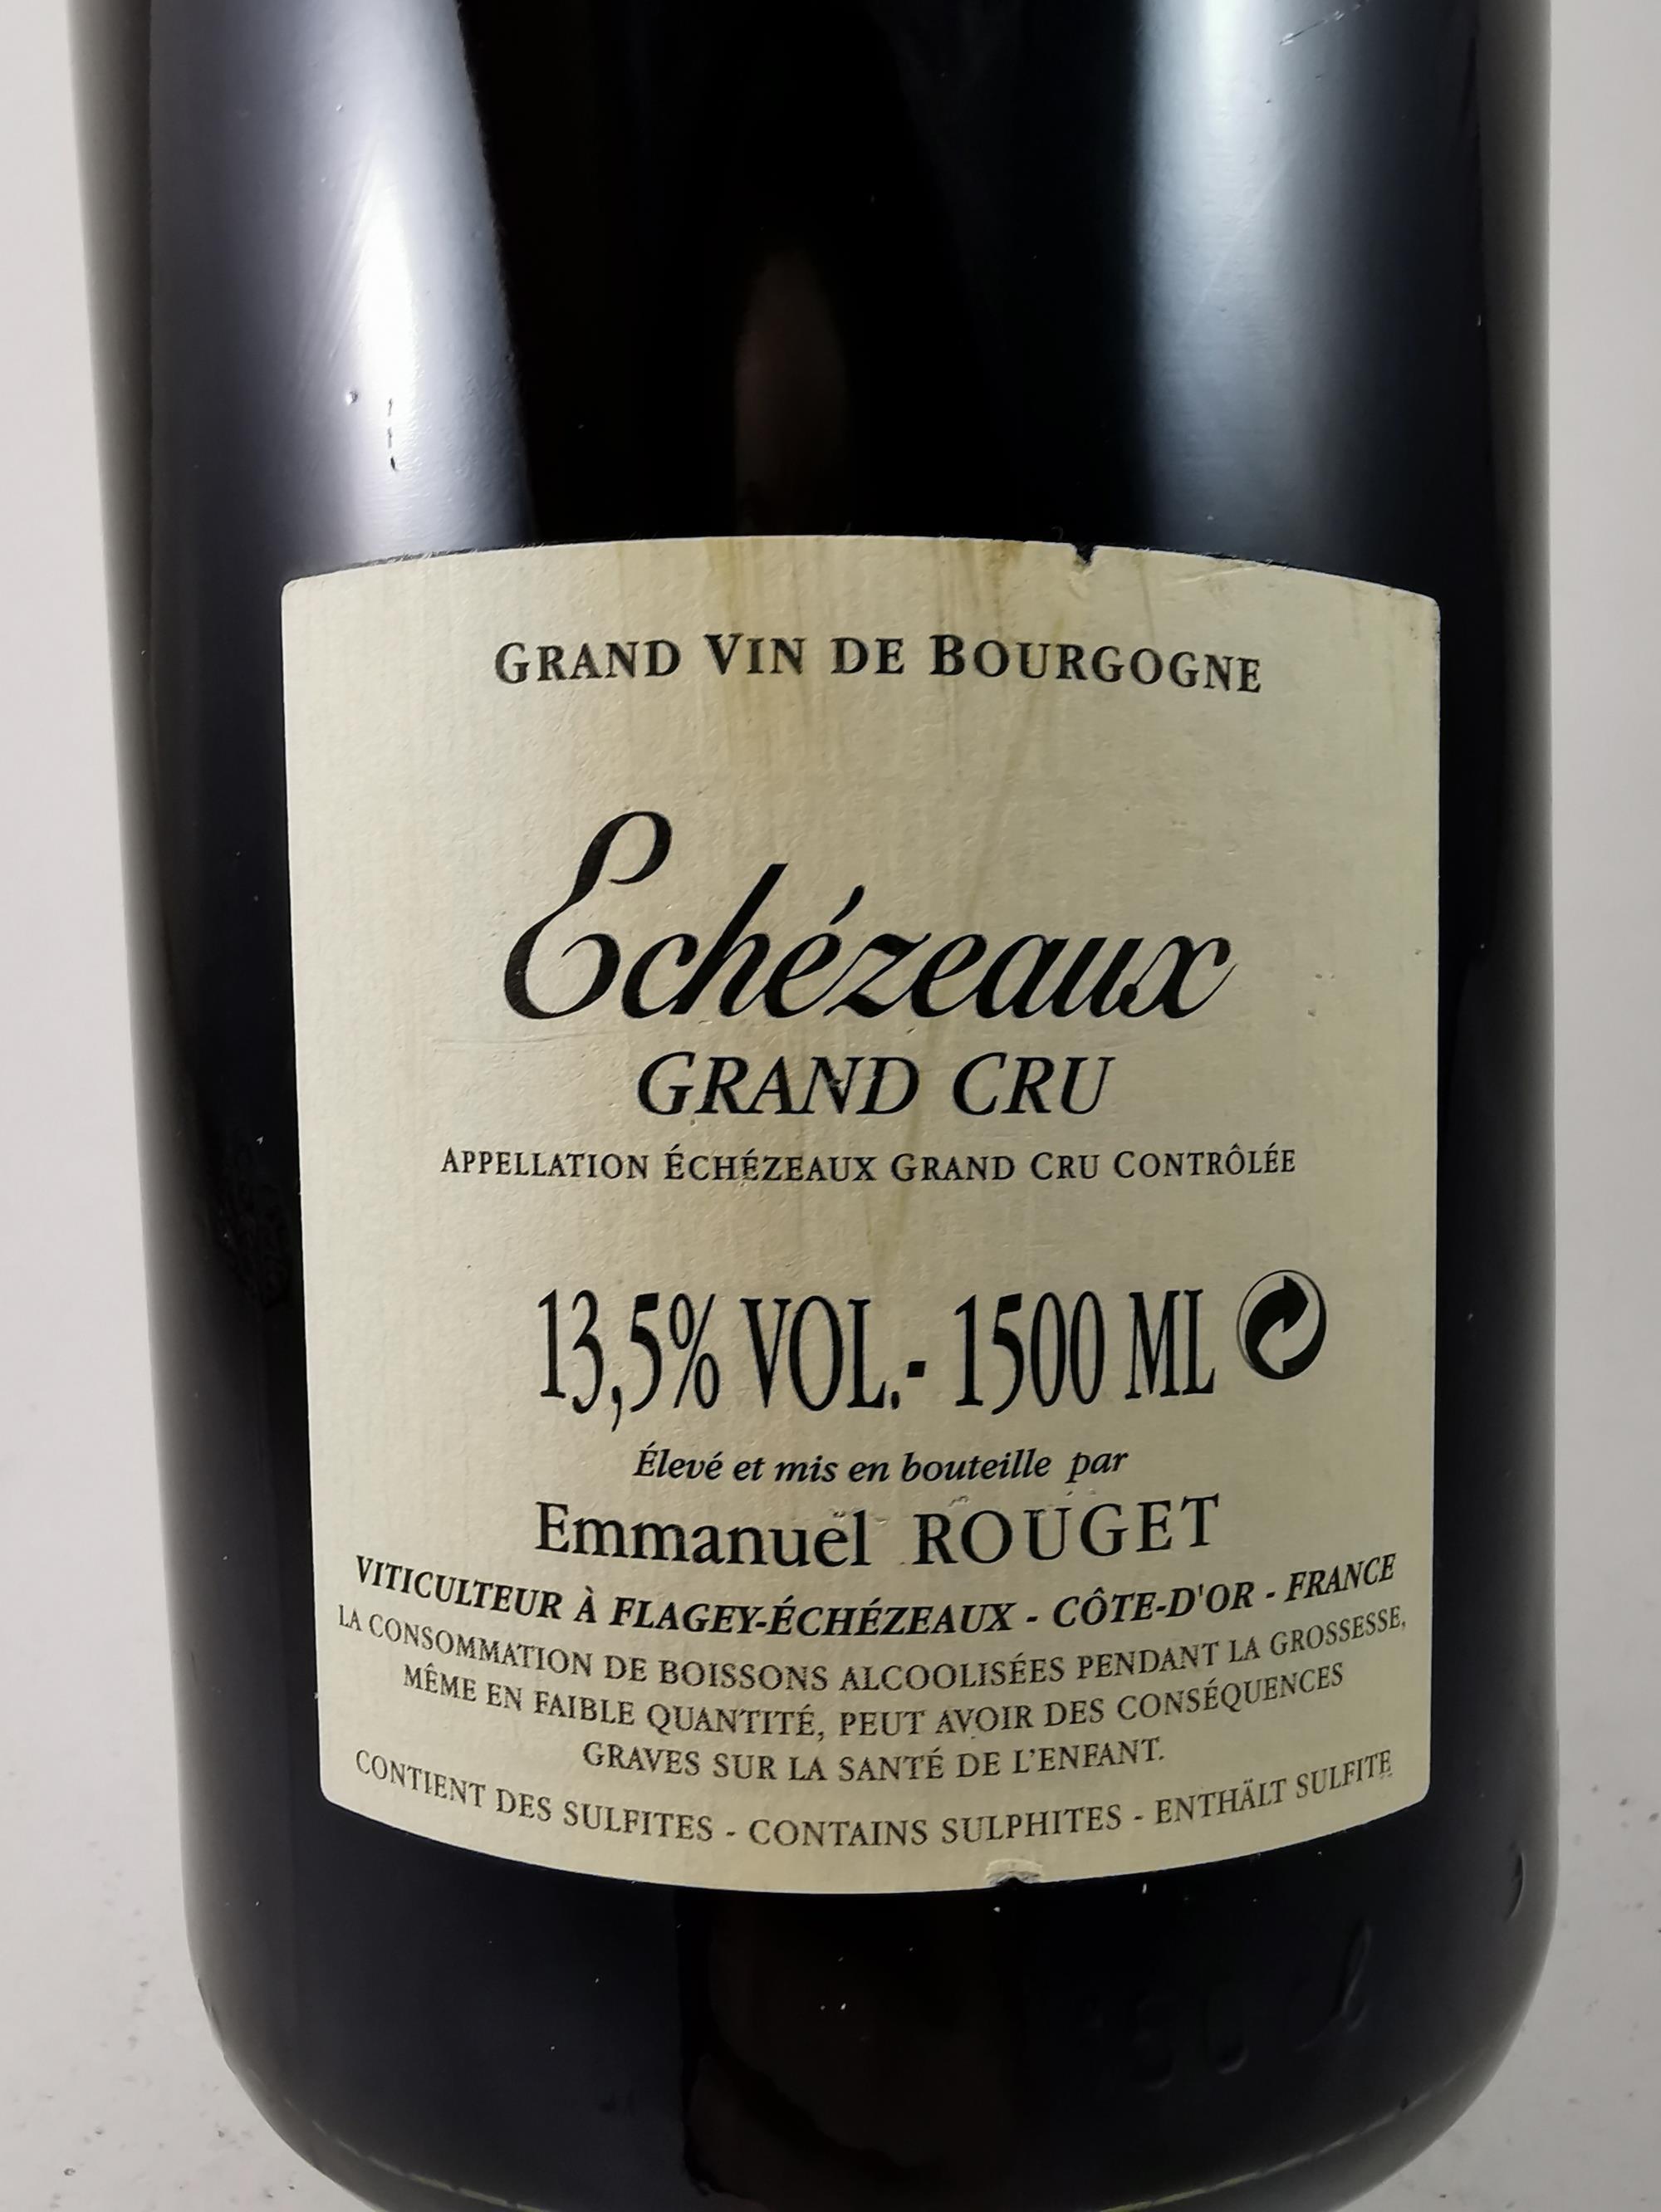 GRAND VIN DE BOURGOGNE
Echézeaux
GRAND CRU
APPELLATION ÉCHÉZEAUX GRAND CRU CONTRÔLÉE
13,5% VOL.- 1500 ML
Élevé et mis en bouteille par
Emmanuel ROUGET
VITICULTEUR À FLAGEY-ÉCHÉZEAUX - CÔTE-D'OR - FRANCE
LA CONSOMMATION DE BOISSONS ALCOOLISÉES PENDANT LA GROSSESSE,
MÊME EN FAIBLE QUANTITÉ, PEUT AVOIR DES CONSÉQUENCES
GRAVES SUR LA SANTÉ DE L'ENFANT.
CONTIENT DES SULFITES - CONTAINS SULPHITES - ENTHÄLT SULFITE